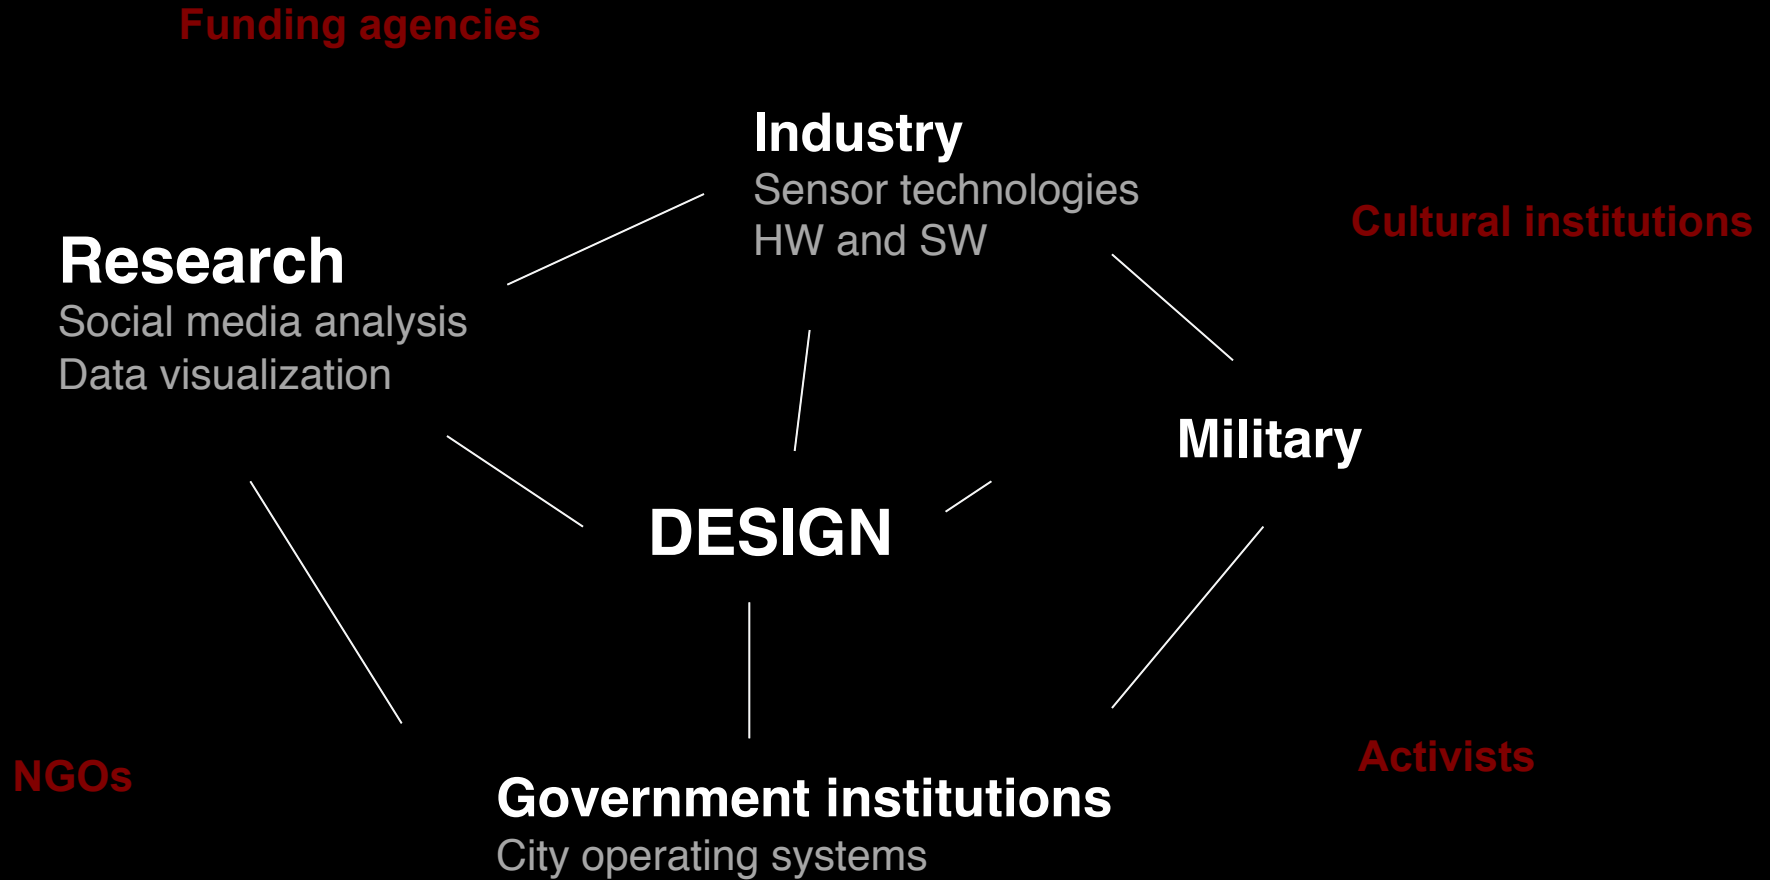 Funding agencies
Industry
Sensor technologies
HW and SW
Cultural institutions
Research
Social media analysis
Data visualization
Military
DESIGN
NGOs
Activists
Government institutions
City operating systems